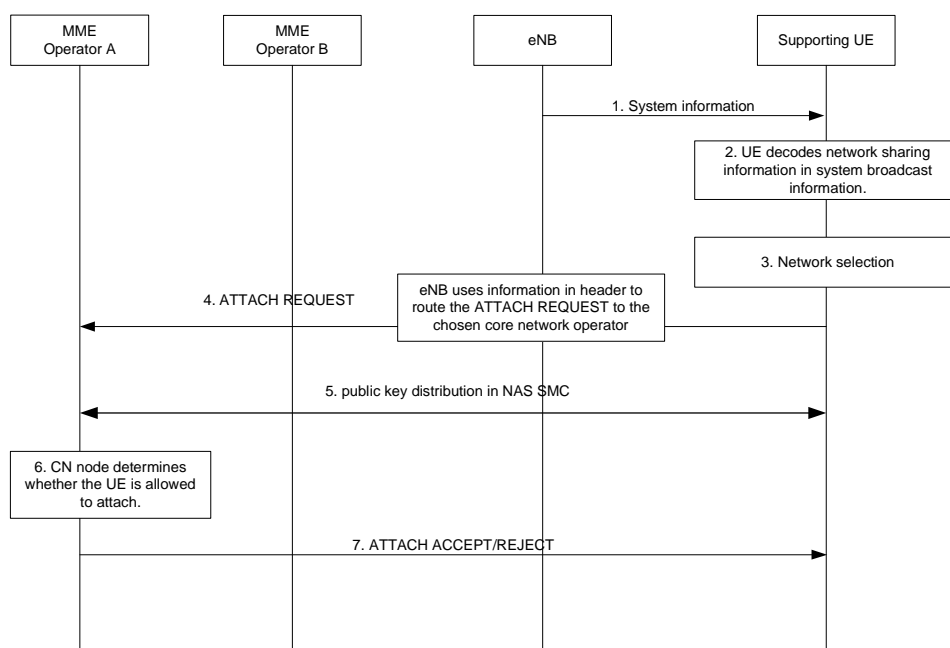 MME
Operator A
MME
Operator B
eNB
Supporting UE
1. System information
2. UE decodes network sharing
information in system broadcast
information.
3. Network selection
4. ATTACH REQUEST
eNB uses information in header to
route the ATTACH REQUEST to the
chosen core network operator
5. public key distribution in NAS SMC
6. CN node determines
whether the UE is allowed
to attach.
7. ATTACH ACCEPT/REJECT